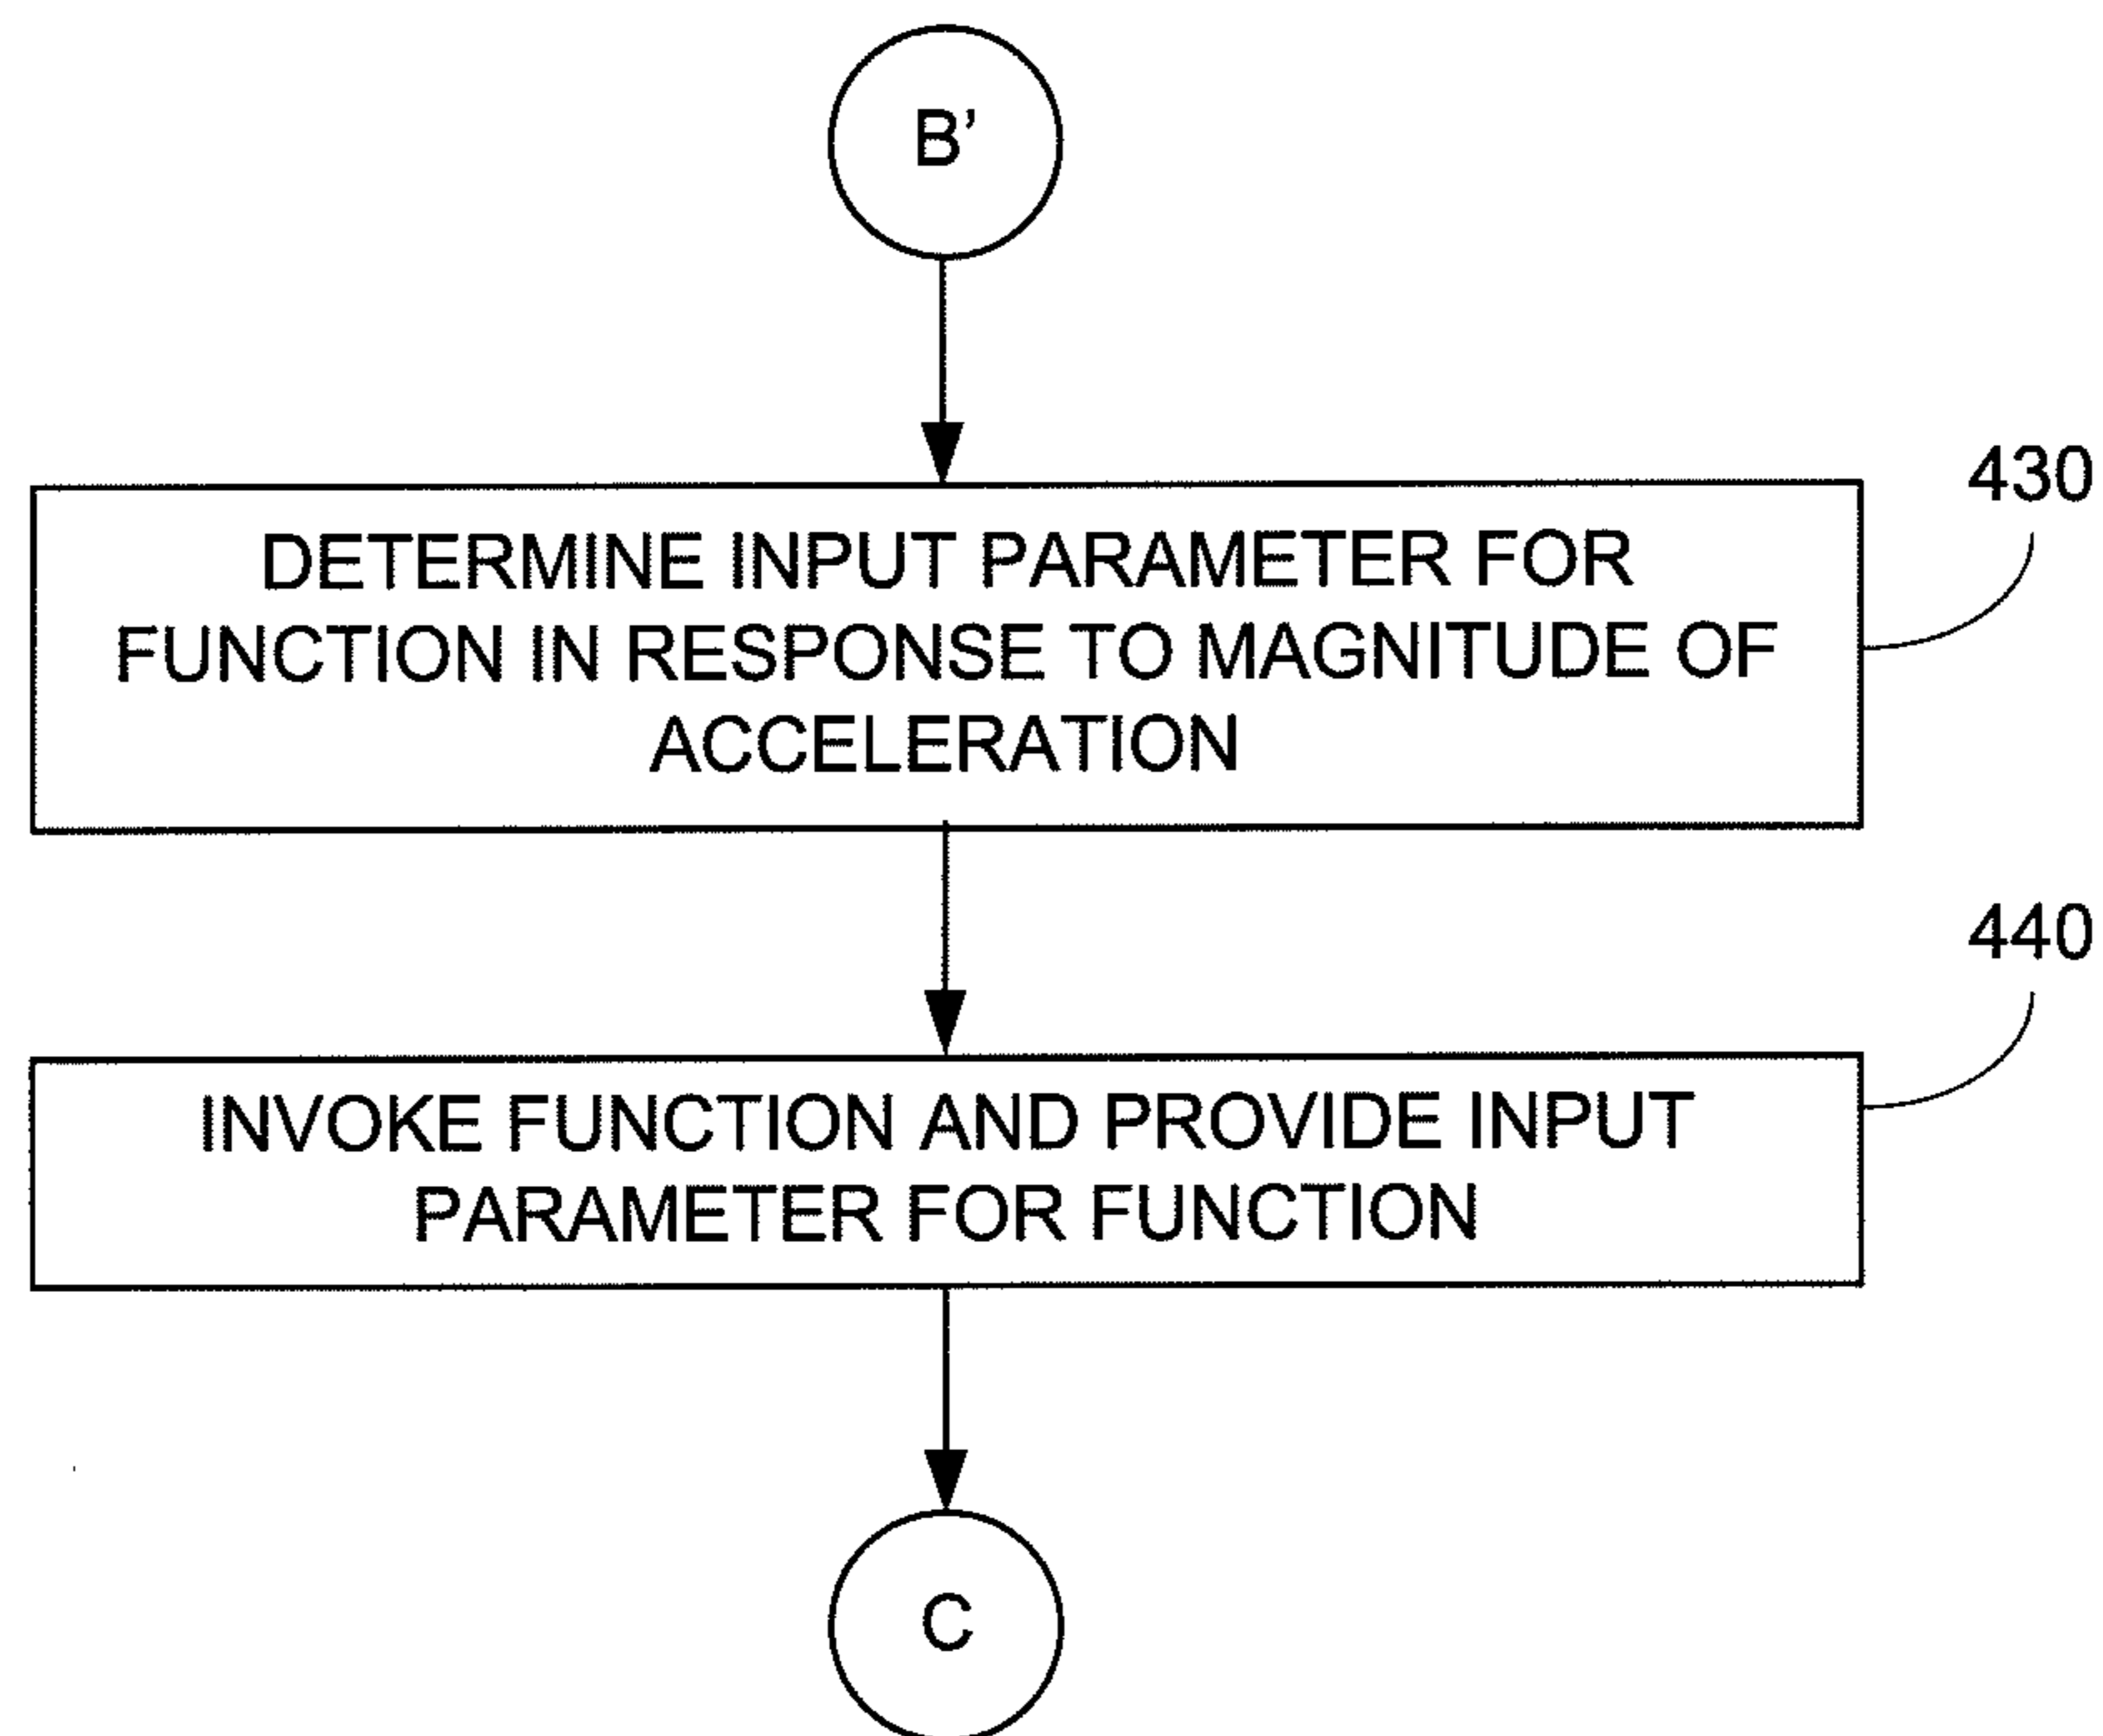 B’
430
DETERMINE INPUT PARAMETER FOR
FUNCTION IN RESPONSE TO MAGNITUDE OF
ACCELERATION
440
INVOKE FUNCTION AND PROVIDE INPUT
PARAMETER FOR FUNCTION
C